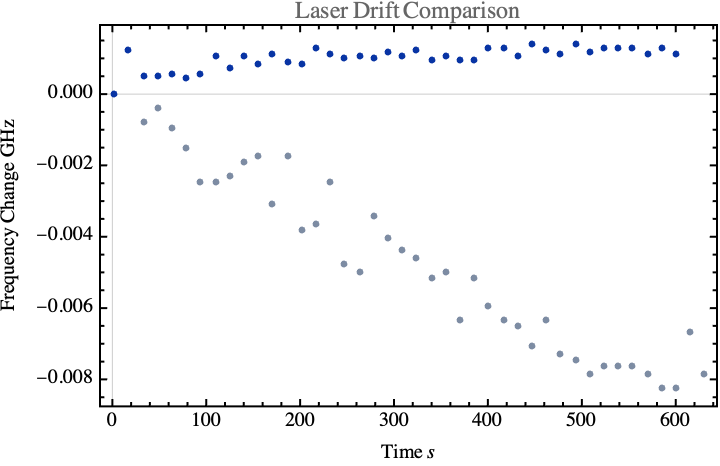 Laser Drift Comparison
0.000
−0.002
−0.004
−0.006
−0.008
Frequency Change GHz
0 100 200 300 400 500 600
Time s